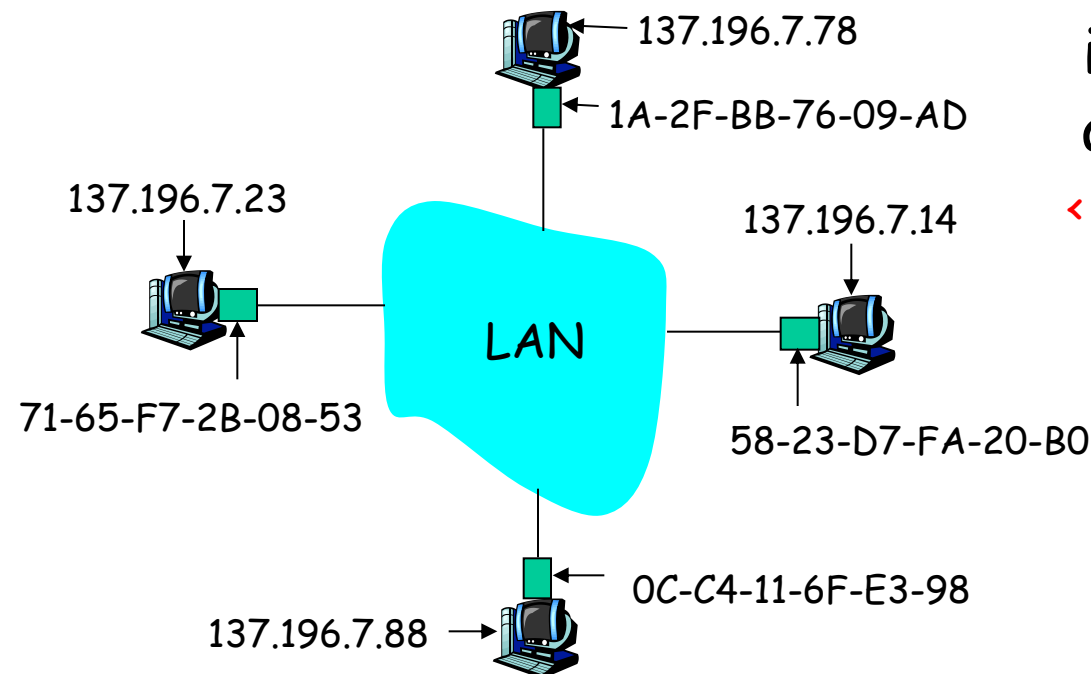 137.196.7.78
1A-2F-BB-76-09-AD
137.196.7.23
137.196.7.14
<
LAN
71-65-F7-2B-08-53
58-23-D7-FA-20-B0
0C-C4-11-6F-E3-98
137.196.7.88